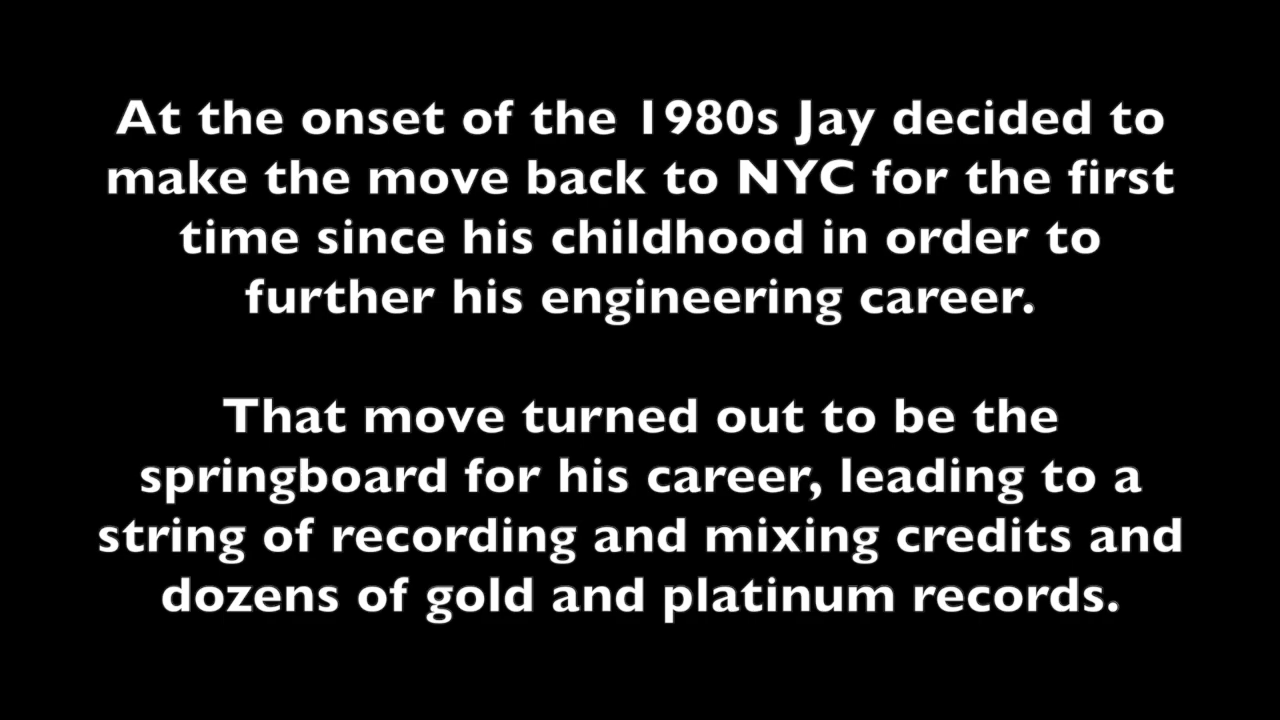 At the onset of the 1980s Jay decided to
make the move back to NYC for the first
time since his childhood in order to
further his engineering career.
That move turned out to be the
springboard for his career, leading to a
string of recording and mixing credits and
dozens of gold and platinum records.